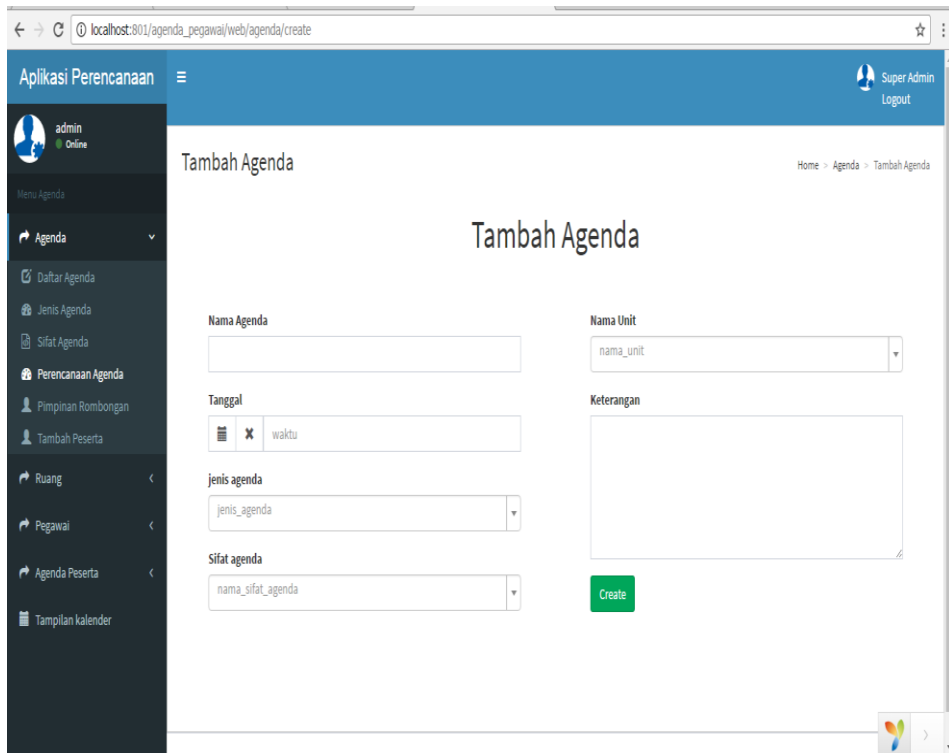 localhost:801/agenda_pegawai/web/agenda/create
Aplikasi Perencanaan
Super Admin
Logout
admin
Online
Menu Agenda
Agenda
Daftar Agenda
Jenis Agenda
Sifat Agenda
Perencanaan Agenda
Pimpinan Rombongan
Tambah Peserta
Ruang
Pegawai
Agenda Peserta
Tampilan kalender
Tambah Agenda
Home > Agenda > Tambah Agenda
Tambah Agenda
Nama Agenda
Tanggal
waktu
jenis agenda
jenis_agenda
Sifat agenda
nama_sifat_agenda
Nama Unit
nama_unit
Keterangan
Create